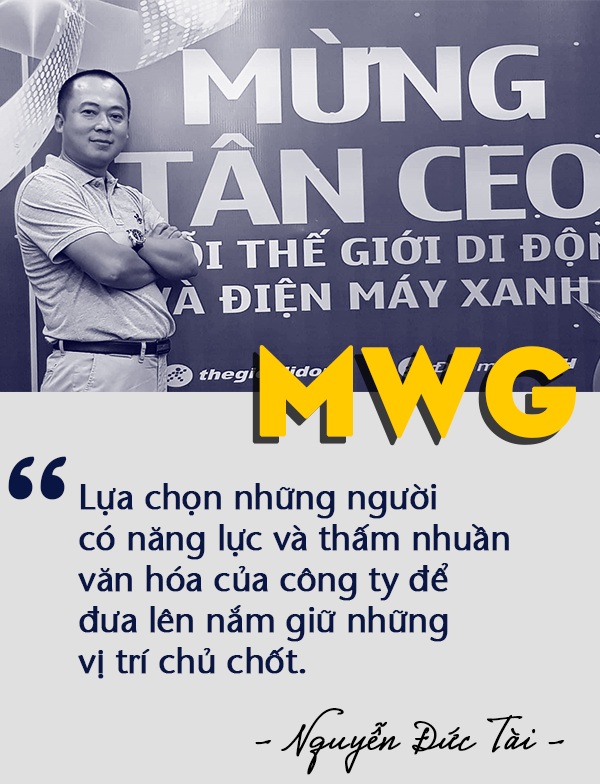 MỪNG
TÂN CEO
THẾ GIỚI DI ĐỘNG
VÀ ĐIỆN MÁY XANH
MWG
“ Lựa chọn những người
có năng lực và thấm nhuần
văn hóa của công ty để
đưa lên nắm giữ những
vị trí chủ chốt.
– Nguyễn Đức Tài –